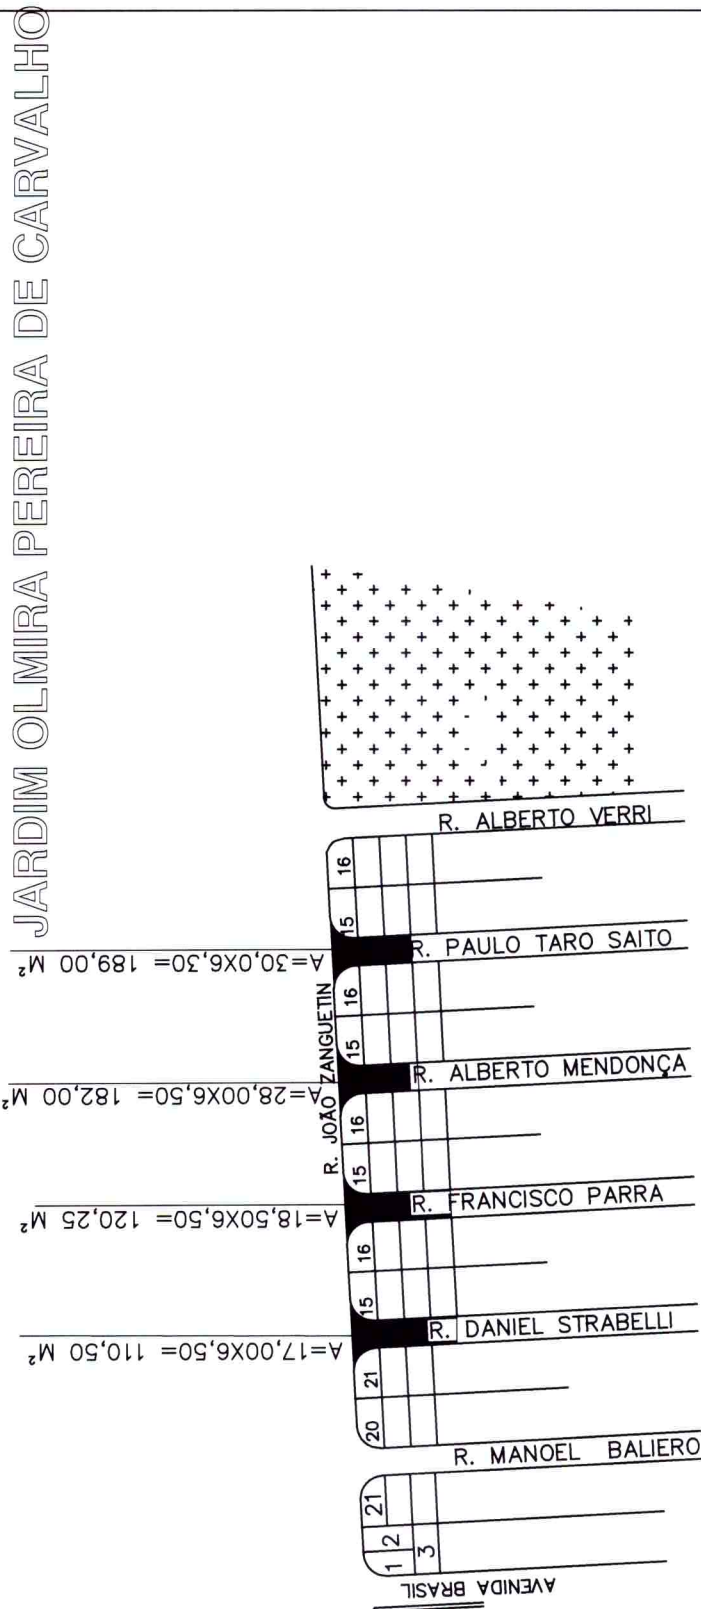 JARDIM OLMIRA PEREIRA DE CARVALHO
R. ALBERTO VERRI
16
15
R. PAULO TARO SAITO
A=30,0X6,30= 189,00 M²
R. JOÃO ZANGUETIN
16
15
R. ALBERTO MENDONÇA
A=28,00X6,50= 182,00 M²
16
15
R. FRANCISCO PARRA
A=18,50X6,50= 120,25 M²
16
15
R. DANIEL STRABELLI
A=17,00X6,50= 110,50 M²
21
20
R. MANOEL BALIERO
21
2
1
3
AVENIDA BRASIL